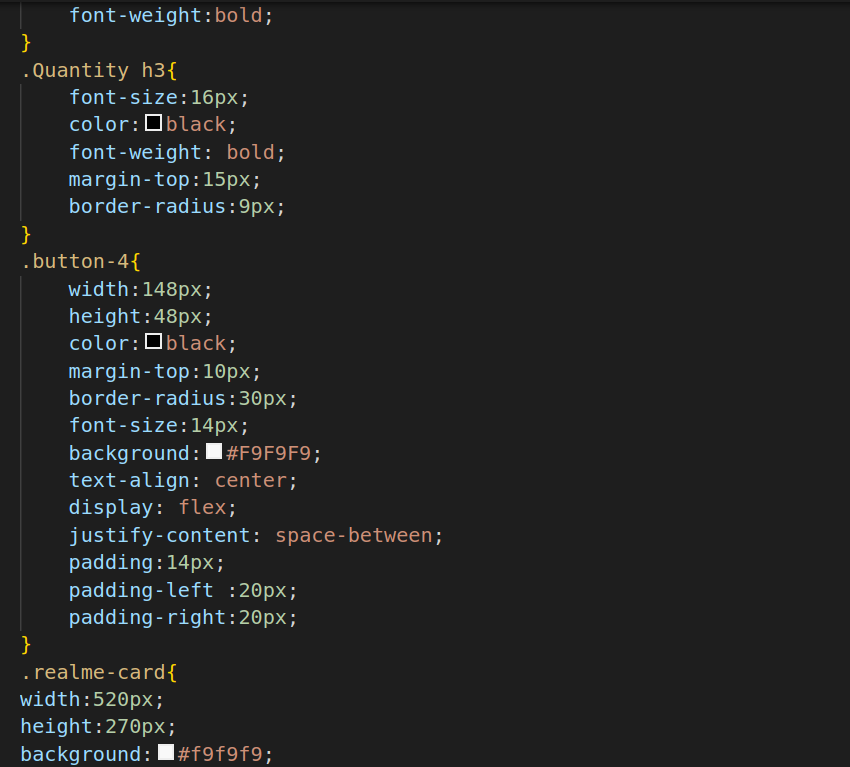 font-weight:bold;
}
.Quantity h3{
font-size:16px;
color:black;
font-weight: bold;
margin-top:15px;
border-radius:9px;
}
.button-4{
width:148px;
height:48px;
color:black;
margin-top:10px;
border-radius:30px;
font-size:14px;
background:#F9F9F9;
text-align: center;
display: flex;
justify-content: space-between;
padding:14px;
padding-left :20px;
padding-right:20px;
}
.realme-card{
width:520px;
height:270px;
background:#f9f9f9;